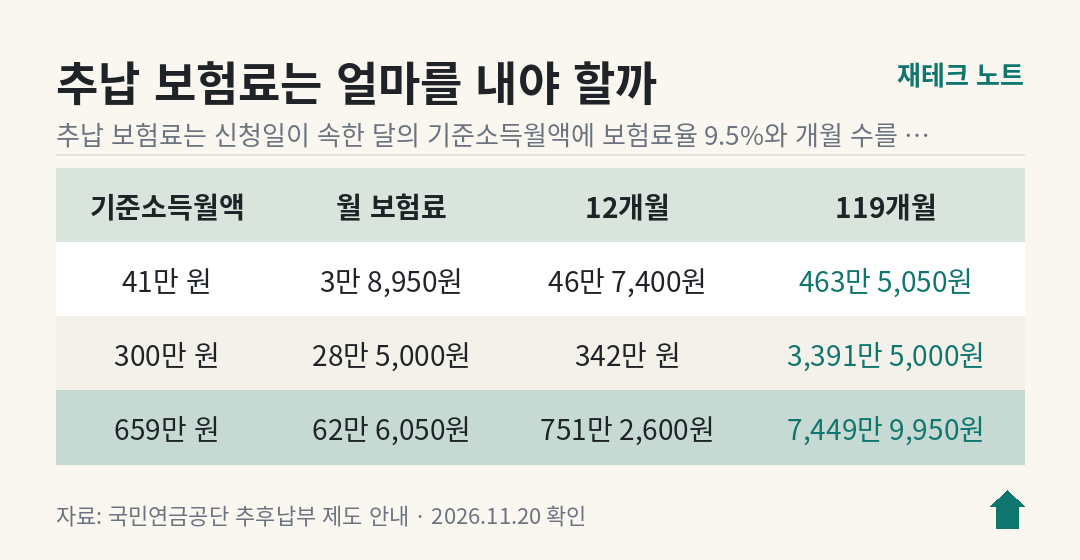 추납 보험료는 얼마를 내야 할까
재테크 노트
추납 보험료는 신청일이 속한 달의 기준소득월액에 보험료율 9.5%와 개월 수를 …
기준소득월액 월 보험료 12개월 119개월
41만 원 3만 8,950원 46만 7,400원 463만 5,050원
300만 원 28만 5,000원 342만 원 3,391만 5,000원
659만 원 62만 6,050원 751만 2,600원 7,449만 9,950원
자료: 국민연금공단 추후납부 제도 안내 · 2026.11.20 확인